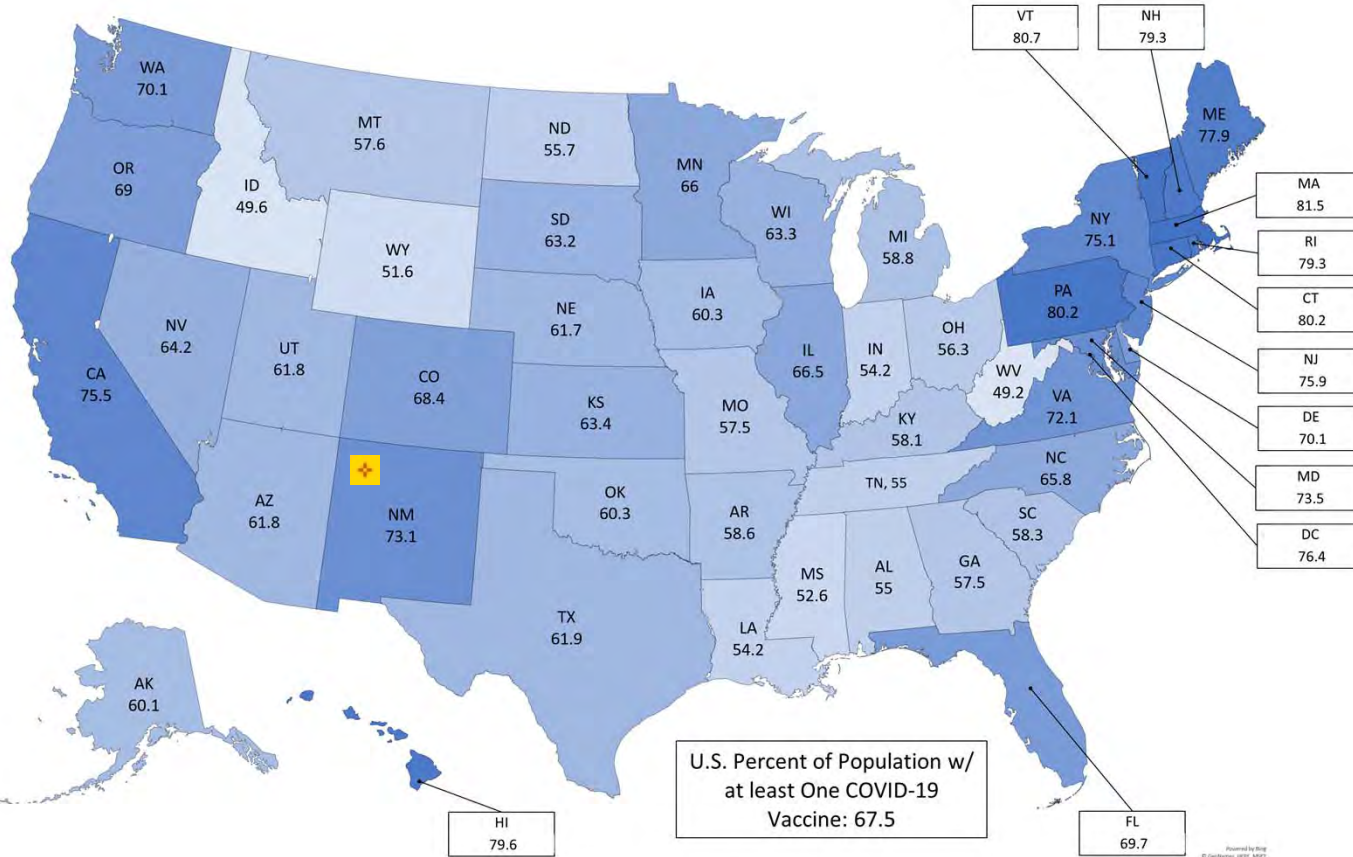 VT
80.7
NH
79.3
WA
70.1
MT
57.6
ND
55.7
MN
66
ME
77.9
OR
69
ID
49.6
SD
63.2
WI
63.3
MI
58.8
NY
75.1
MA
81.5
WY
51.6
RI
79.3
NE
61.7
IA
60.3
PA
80.2
CT
80.2
NV
64.2
UT
61.8
CO
68.4
IL
66.5
IN
54.2
OH
56.3
NJ
75.9
CA
75.5
KS
63.4
MO
57.5
WV
49.2
VA
72.1
DE
70.1
KY
58.1
NC
65.8
MD
73.5
AZ
61.8
NM
73.1
OK
60.3
AR
58.6
TN, 55
SC
58.3
DC
76.4
MS
52.6
AL
55
GA
57.5
TX
61.9
LA
54.2
AK
60.1
U.S. Percent of Population w/
at least One COVID-19
Vaccine: 67.5
HI
79.6
FL
69.7
Powered by Bing
© GeoNames, HERE, MSFT